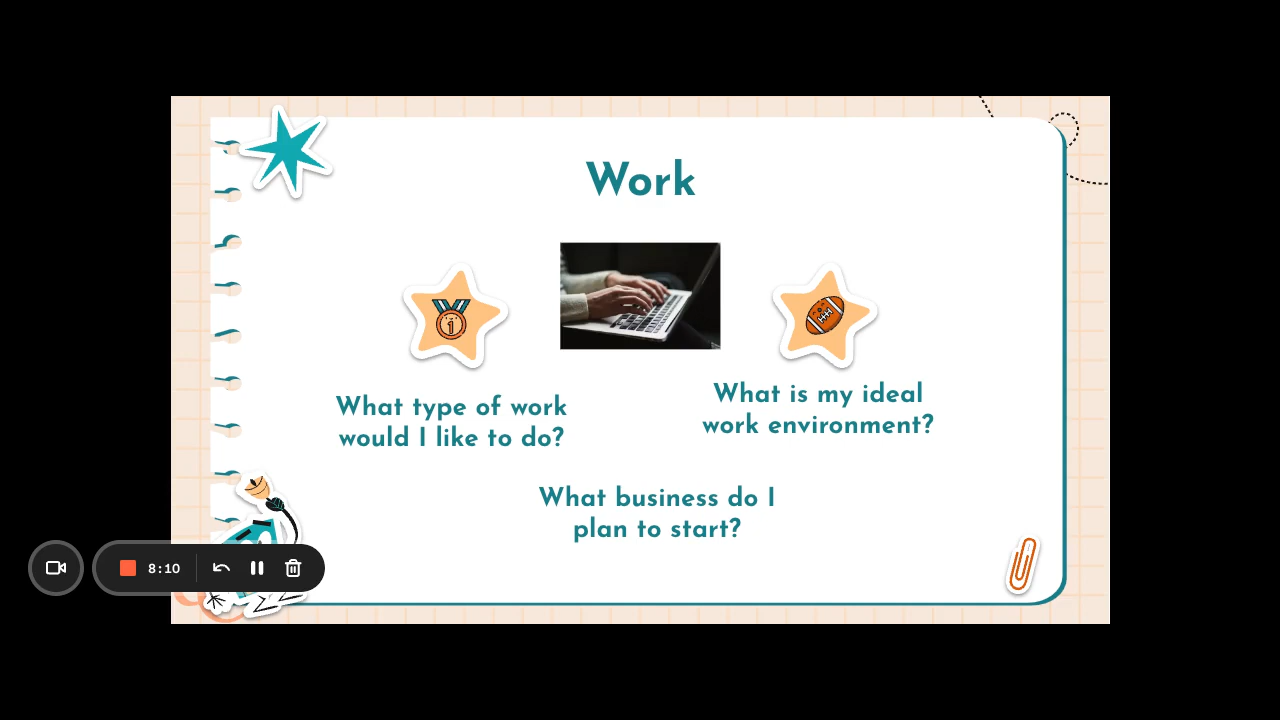 Work
1
What type of work
would I like to do?
What is my ideal
work environment?
What business do I
plan to start?
8:10